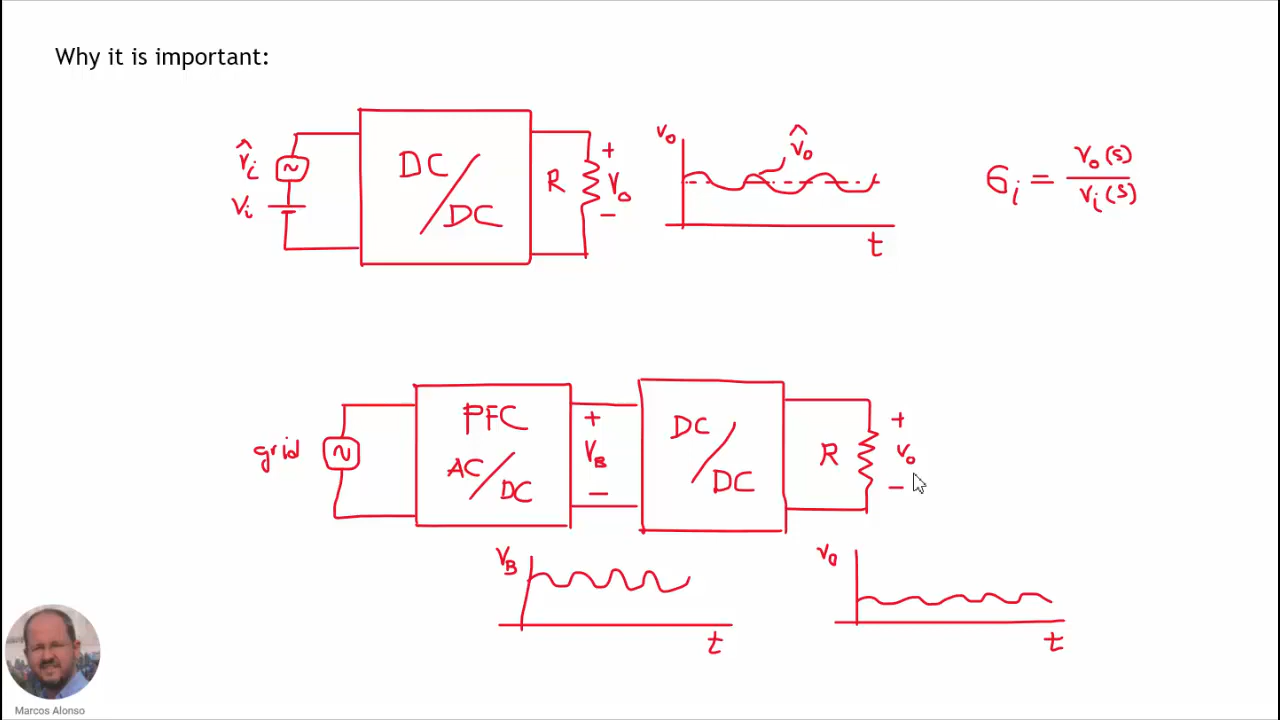 Why it is important:
v̂i
Vi
DC/DC
R
+
Vo
−
vo
v̂o
t
Gi = vo(s)/vi(s)
grid
PFC
AC/DC
+
VB
−
DC/DC
R
+
vo
−
VB
t
vo
t
Marcos Alonso